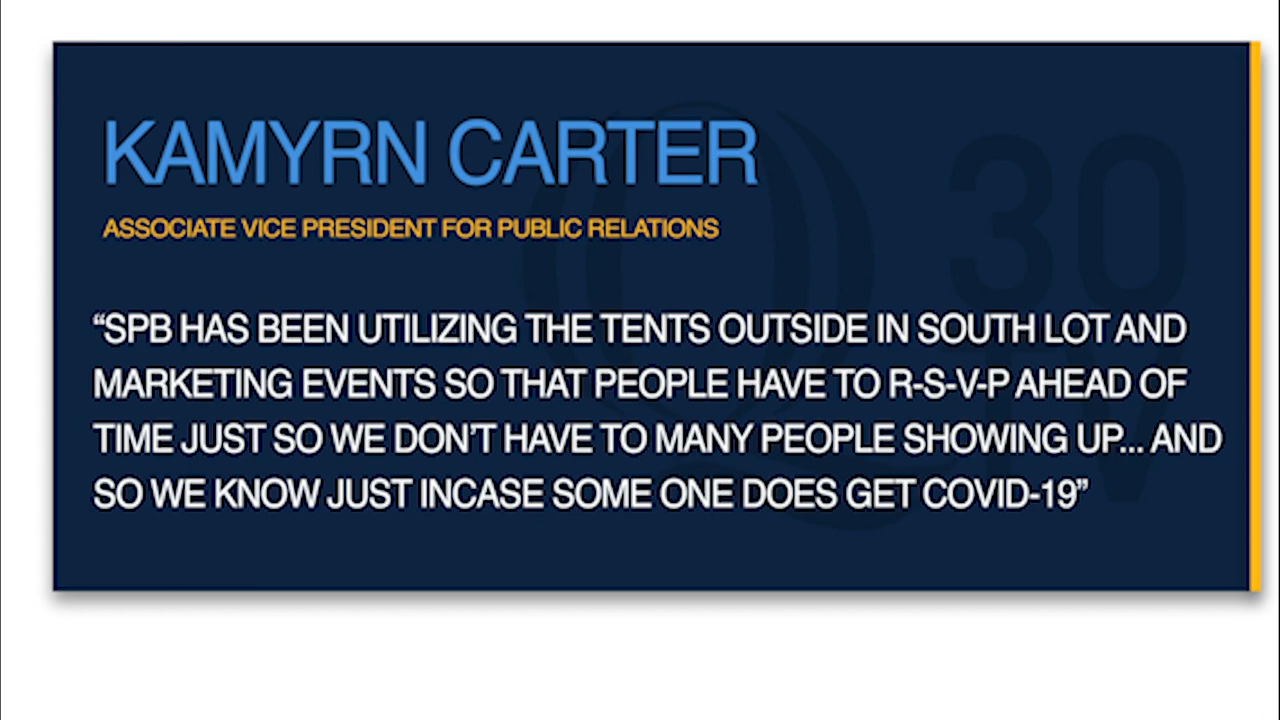 KAMYRN CARTER
ASSOCIATE VICE PRESIDENT FOR PUBLIC RELATIONS
“SPB HAS BEEN UTILIZING THE TENTS OUTSIDE IN SOUTH LOT AND
MARKETING EVENTS SO THAT PEOPLE HAVE TO R-S-V-P AHEAD OF
TIME JUST SO WE DON’T HAVE TO MANY PEOPLE SHOWING UP... AND
SO WE KNOW JUST INCASE SOME ONE DOES GET COVID-19”
Q
30
TV